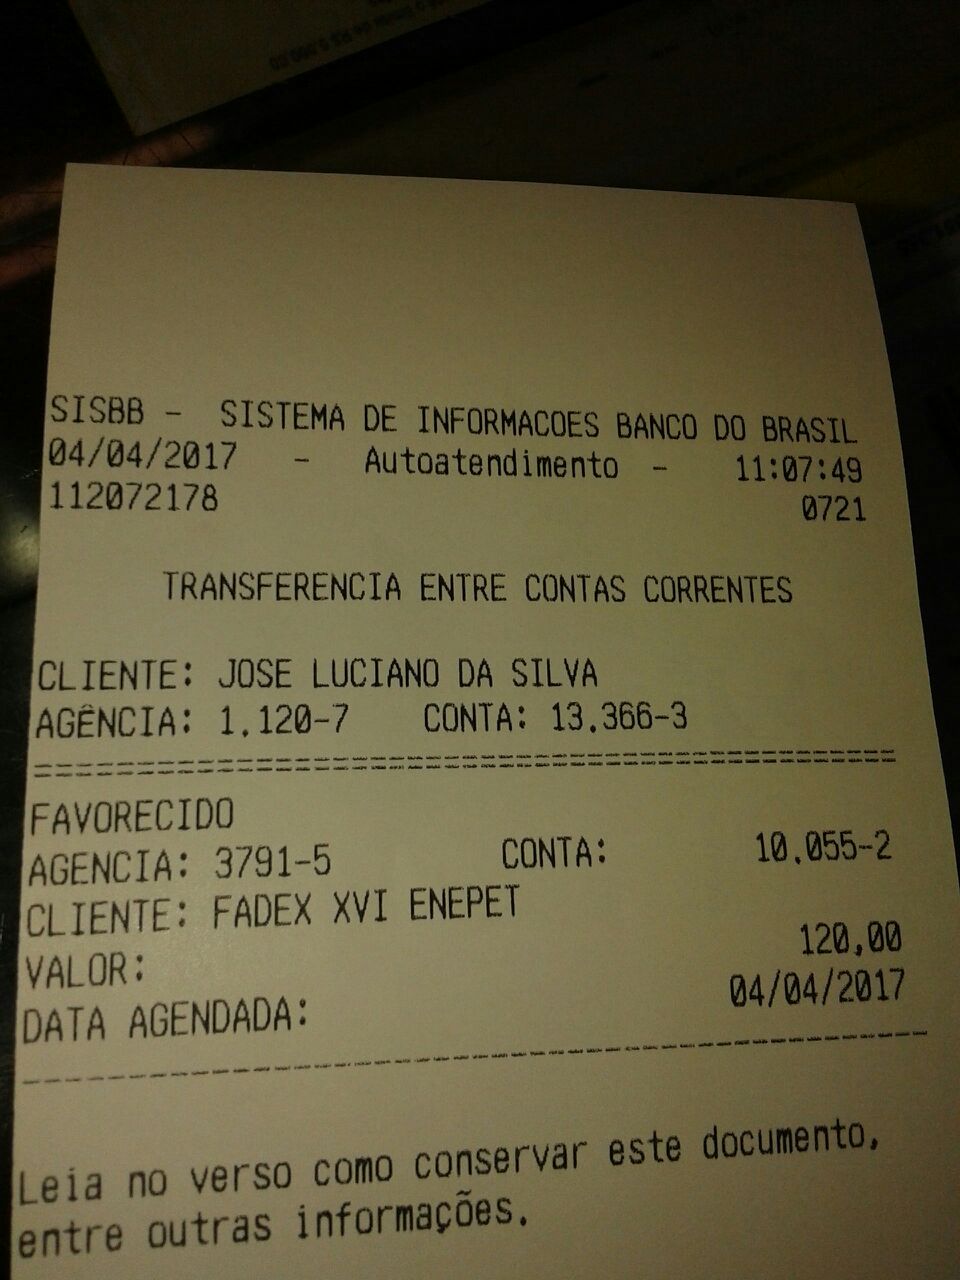 SISBB - SISTEMA DE INFORMACOES BANCO DO BRASIL
04/04/2017 - Autoatendimento - 11:07:49
112072178 0721
TRANSFERENCIA ENTRE CONTAS CORRENTES
CLIENTE: JOSE LUCIANO DA SILVA
AGÊNCIA: 1.120-7 CONTA: 13.366-3
FAVORECIDO
AGENCIA: 3791-5 CONTA: 10.055-2
CLIENTE: FADEX XVI ENEPET
VALOR: 120,00
DATA AGENDADA: 04/04/2017
Leia no verso como conservar este documento,
entre outras informações.